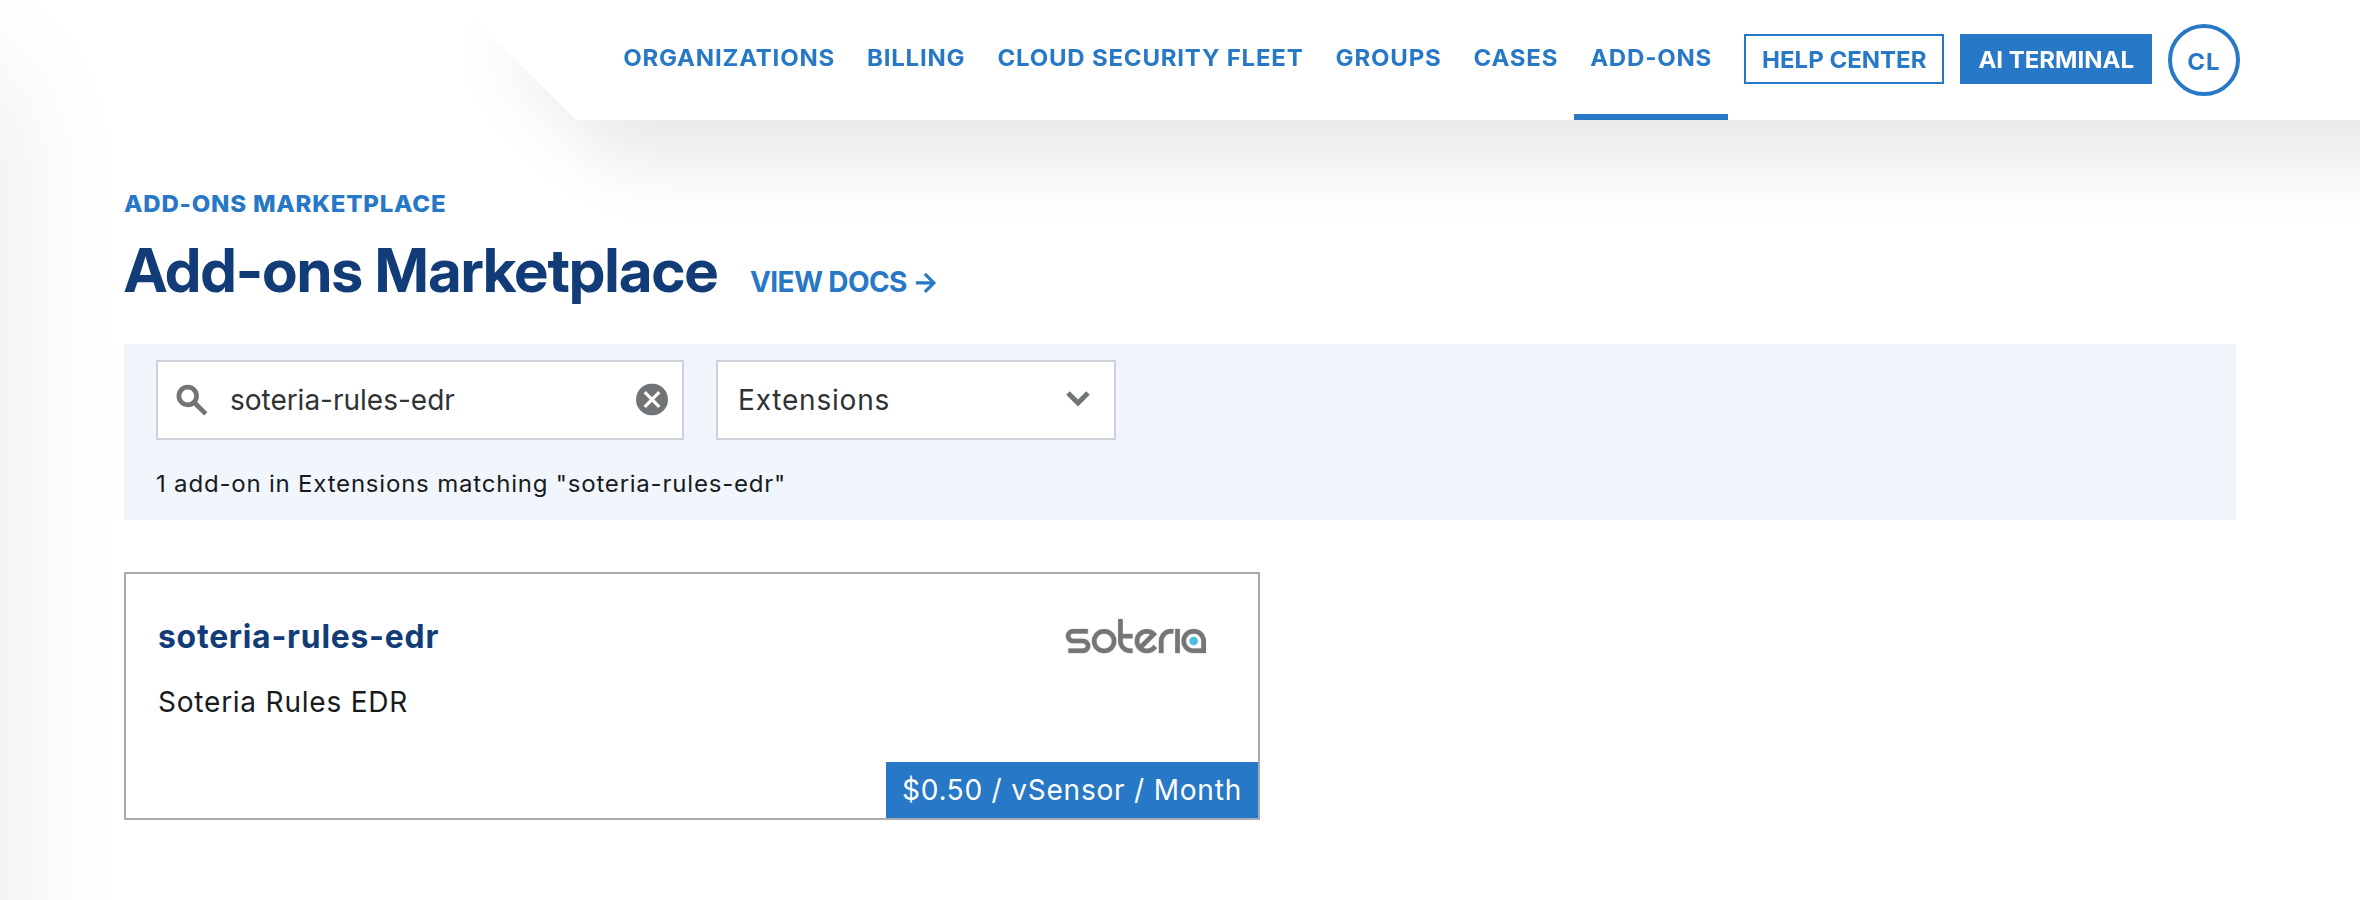 ORGANIZATIONS BILLING CLOUD SECURITY FLEET GROUPS CASES ADD-ONS HELP CENTER AI TERMINAL CL
ADD-ONS MARKETPLACE
Add-ons Marketplace VIEW DOCS →
soteria-rules-edr Extensions
1 add-on in Extensions matching "soteria-rules-edr"
soteria-rules-edr soteria
Soteria Rules EDR
$0.50 / vSensor / Month